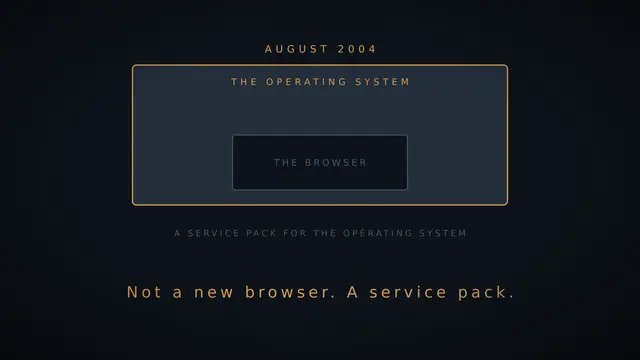 AUGUST 2004
THE OPERATING SYSTEM
THE BROWSER
A SERVICE PACK FOR THE OPERATING SYSTEM
Not a new browser. A service pack.